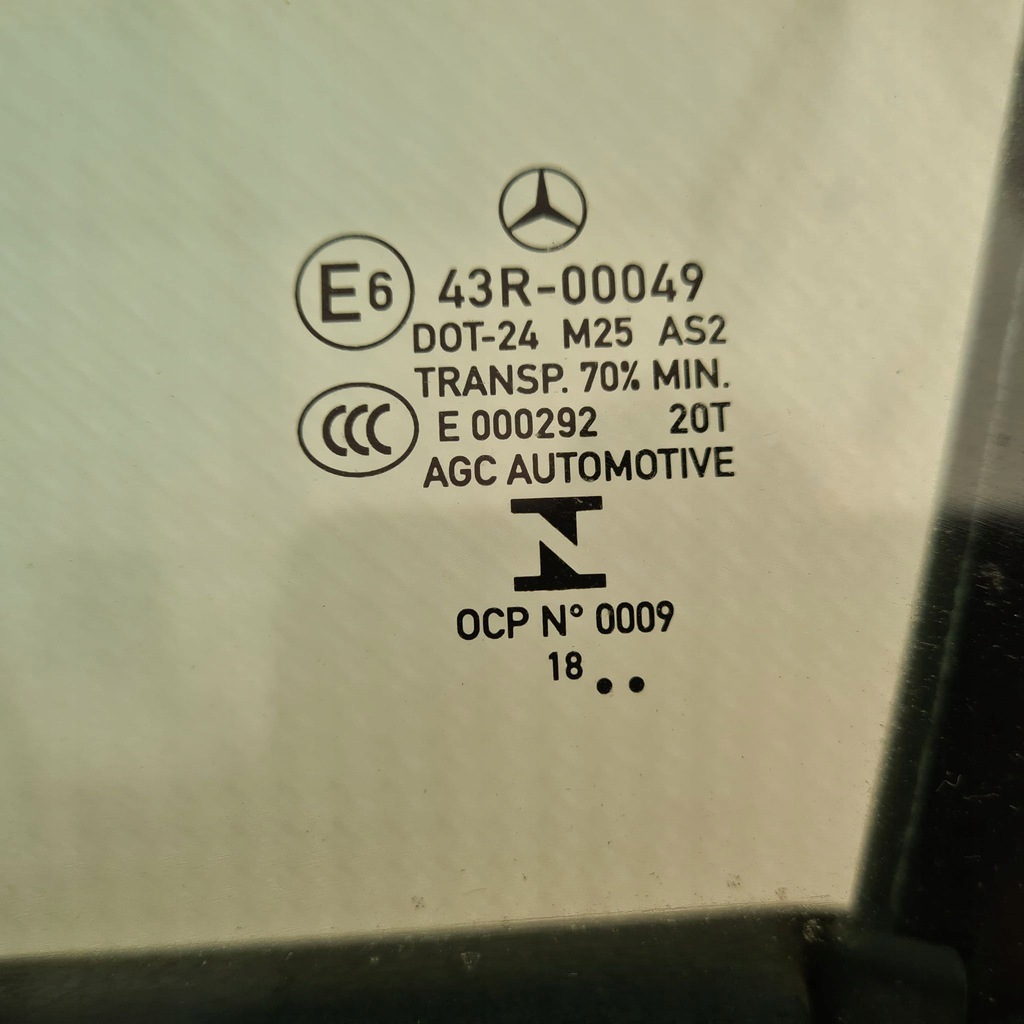 E6 43R-00049
DOT-24 M25 AS2
TRANSP. 70% MIN.
CCC E 000292 20T
AGC AUTOMOTIVE
OCP N° 0009
18 ••